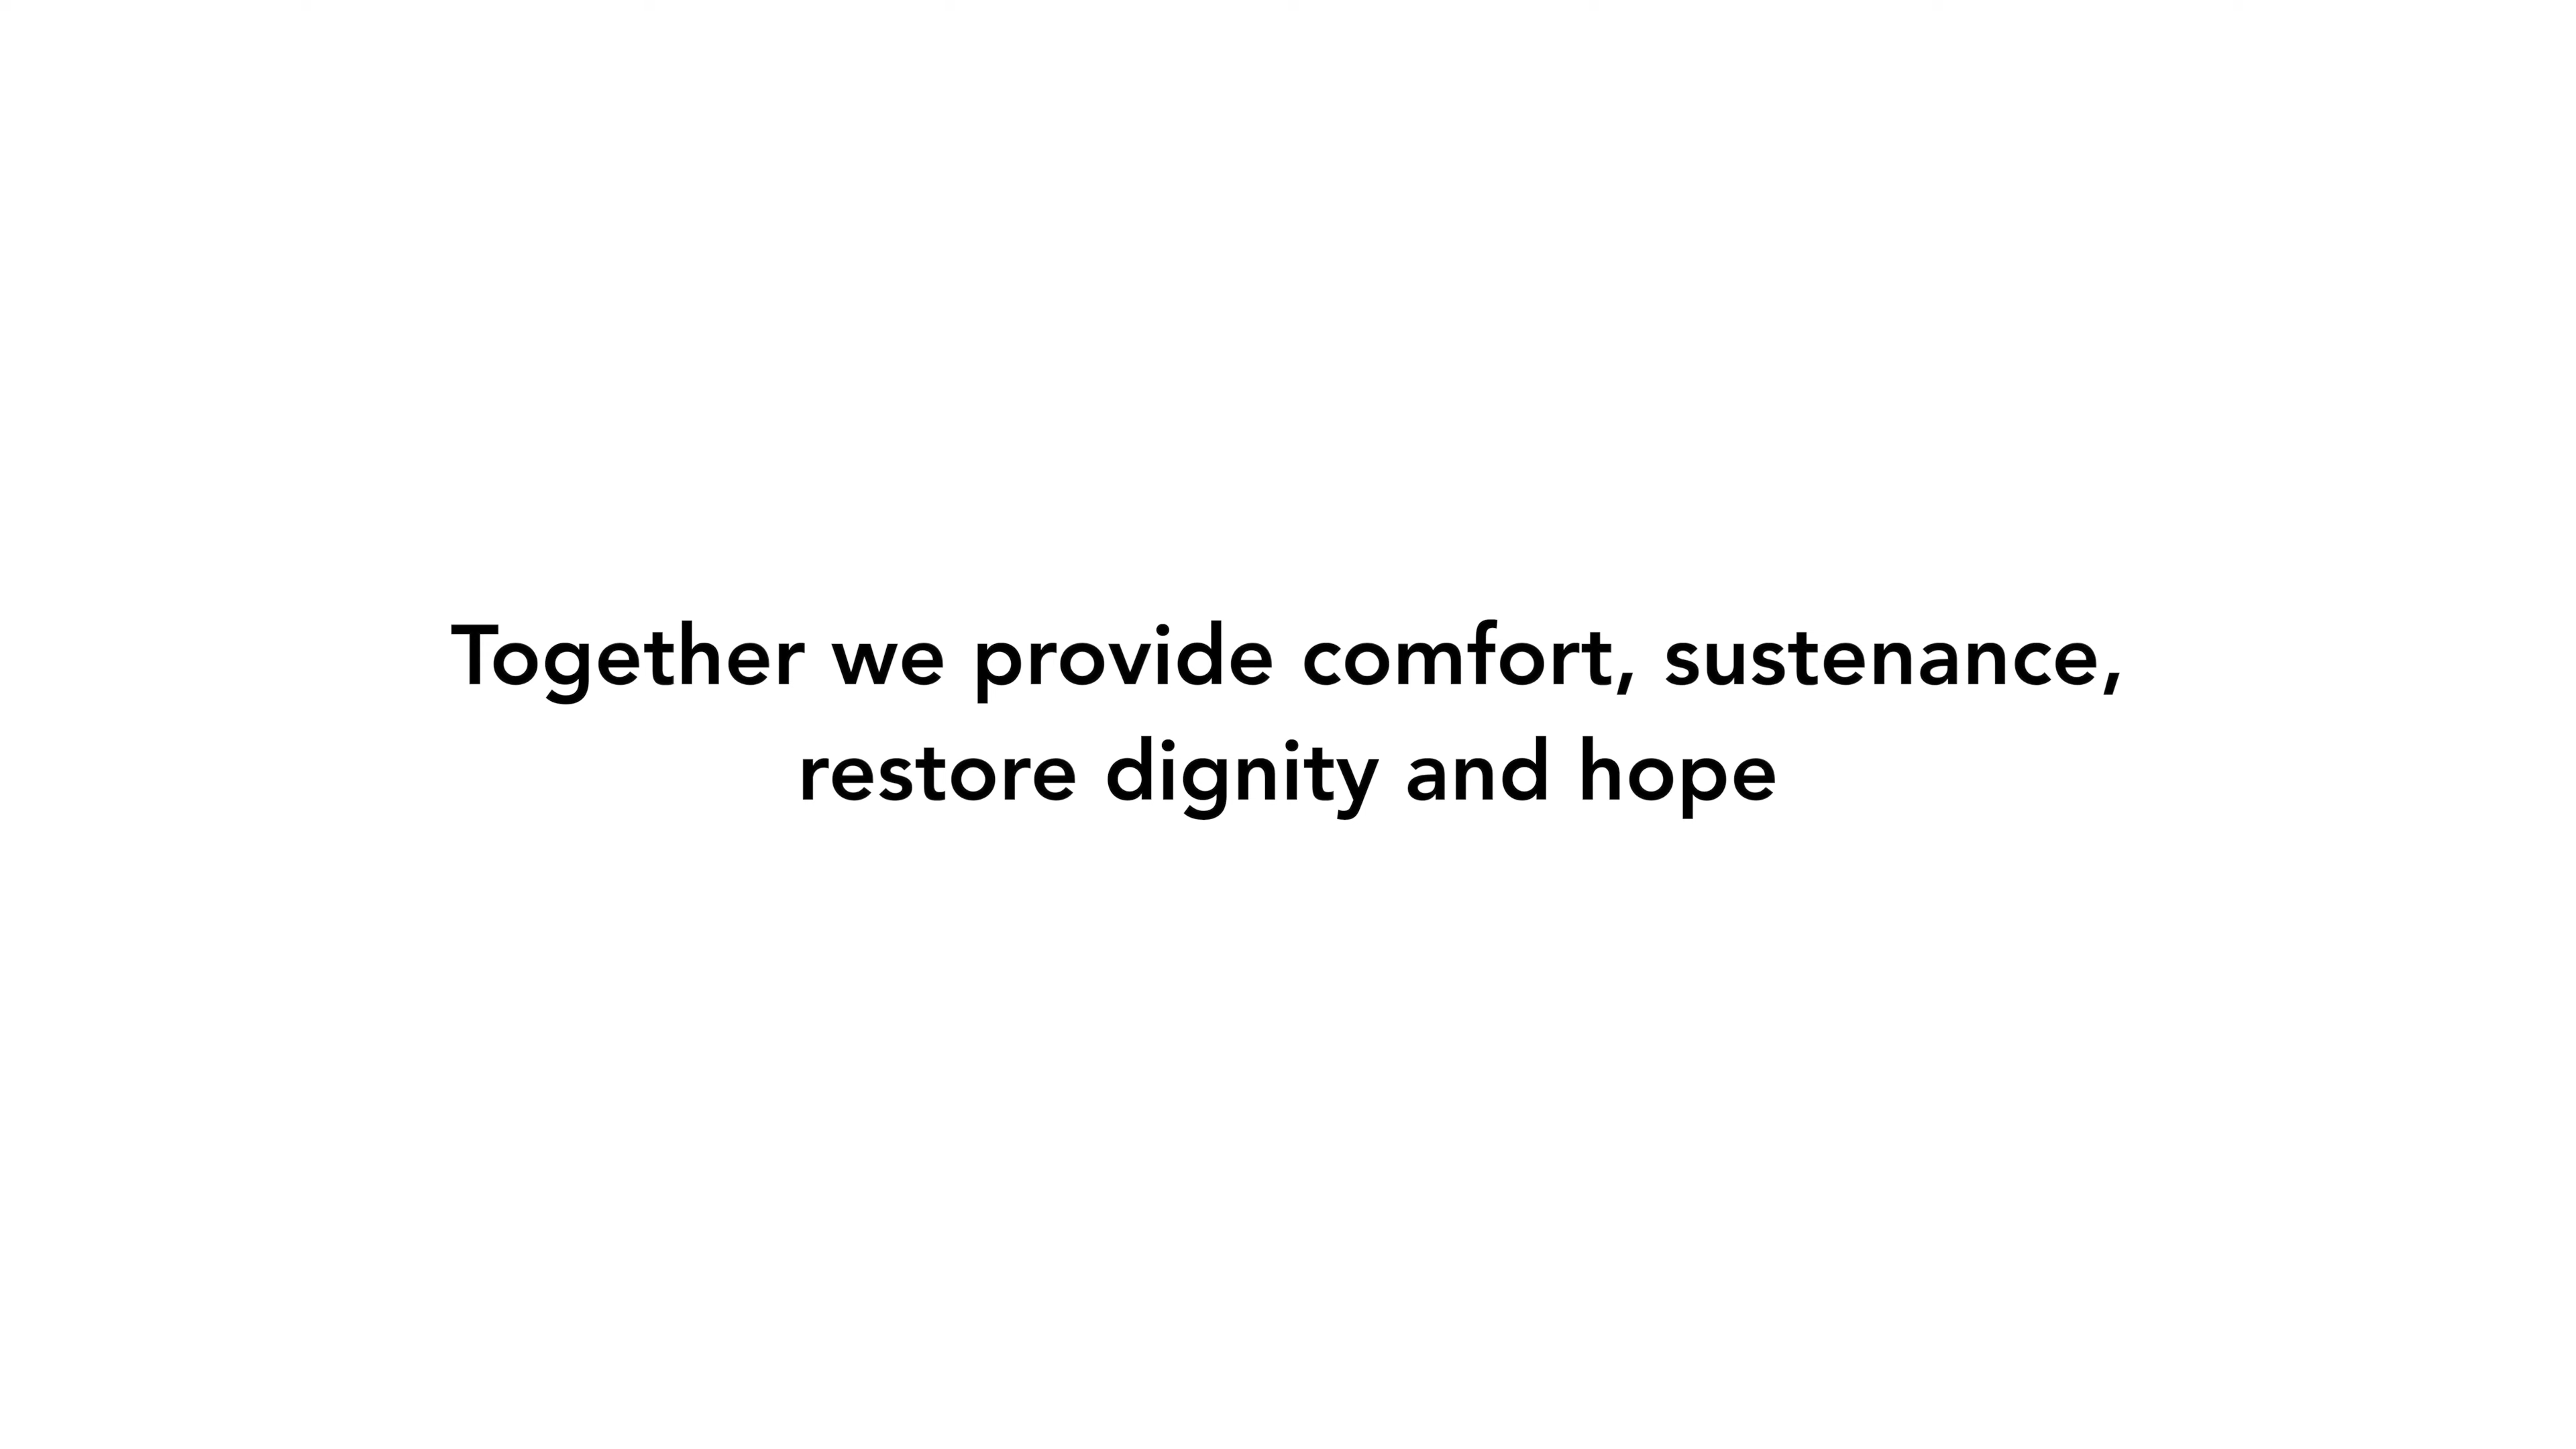 Together we provide comfort, sustenance,
restore dignity and hope